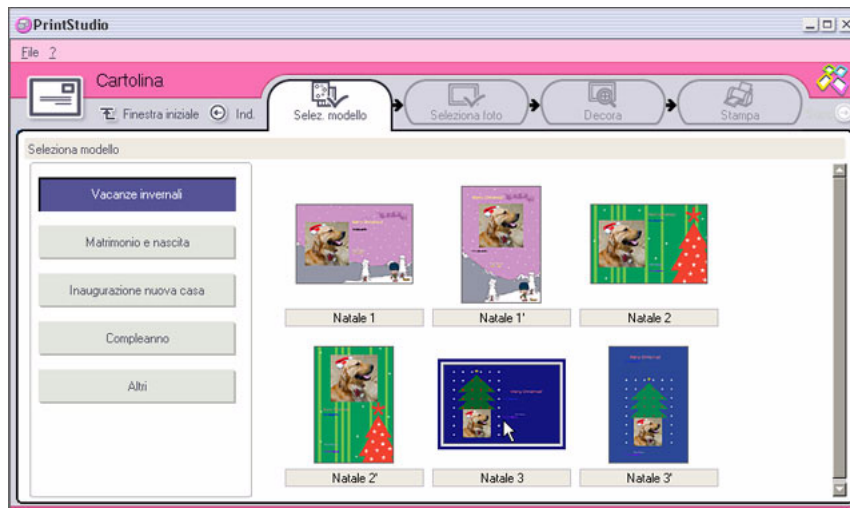 PrintStudio
File ?
Cartolina
Finestra iniziale Ind.
Selez. modello
Seleziona foto
Decora
Stampa
Seleziona modello
Vacanze invernali
Matrimonio e nascita
Inaugurazione nuova casa
Compleanno
Altri
Natale 1
Natale 1'
Natale 2
Natale 2'
Natale 3
Natale 3'